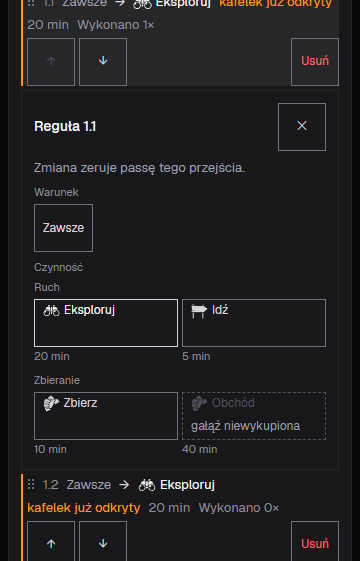 1.1 Zawsze → Eksploruj kafelek już odkryty
20 min Wykonano 1×
↑ ↓ Usuń
Reguła 1.1 ×
Zmiana zeruje passę tego przejścia.
Warunek
Zawsze
Czynność
Ruch
Eksploruj Idź
20 min 5 min
Zbieranie
Zbierz Obchód
gałąź niewykupiona
10 min 40 min
1.2 Zawsze → Eksploruj
kafelek już odkryty 20 min Wykonano 0×
↑ ↓ Usuń